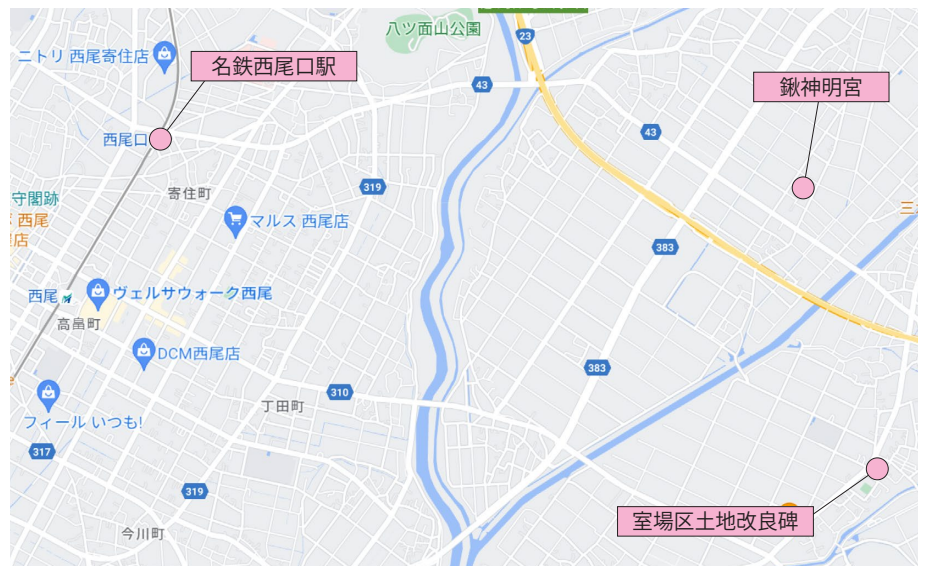 八ツ面山公園
23
ニトリ 西尾寄住店
名鉄西尾口駅
43
鍬神明宮
西尾口
43
319
寄住町
守閣跡
西尾
店
マルス 西尾店
383
西尾
ヴェルサウォーク西尾
高畠町
DCM西尾店
383
310
丁田町
フィール いつも!
317
319
室場区土地改良碑
今川町